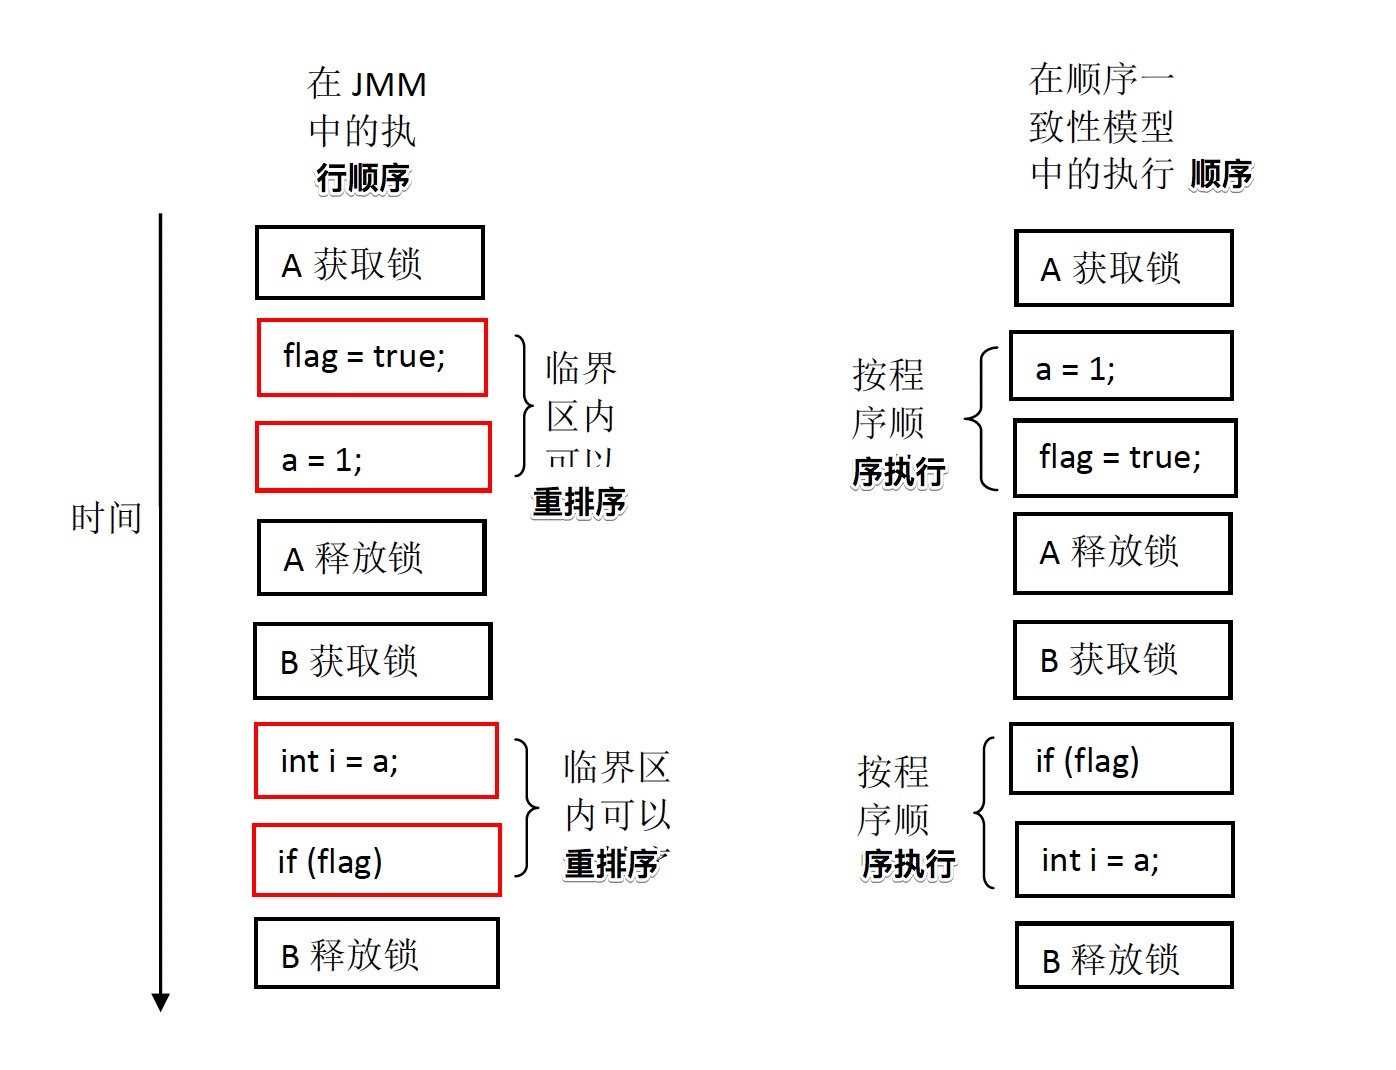 在 JMM
中的执
行顺序
A 获取锁
flag = true;
a = 1;
临界
区内
可以
重排序
A 释放锁
B 获取锁
int i = a;
if (flag)
临界区
内可以
重排序
B 释放锁
时间
在顺序一
致性模型
中的执行 顺序
A 获取锁
按程
序顺
序执行
a = 1;
flag = true;
A 释放锁
B 获取锁
按程
序顺
序执行
if (flag)
int i = a;
B 释放锁